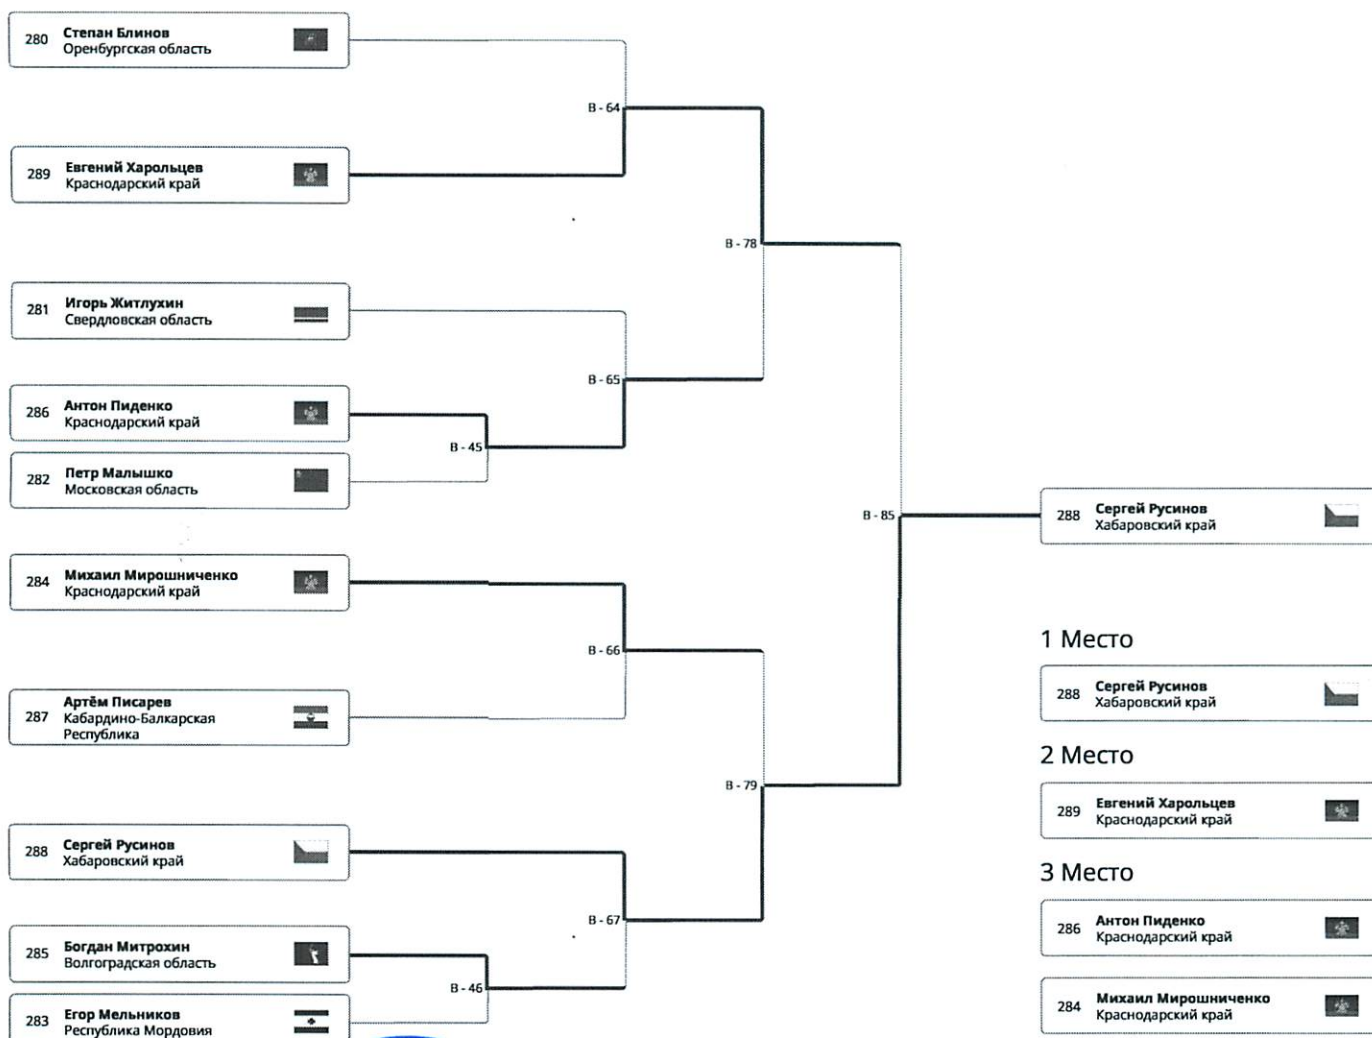 280
Степан Блинов
Оренбургская область
B - 64
289
Евгений Харольцев
Краснодарский край
B - 78
281
Игорь Житлухин
Свердловская область
B - 65
286
Антон Пиденко
Краснодарский край
B - 45
282
Петр Малышко
Московская область
B - 85
288
Сергей Русинов
Хабаровский край
284
Михаил Мирошниченко
Краснодарский край
B - 66
287
Артём Писарев
Кабардино-Балкарская
Республика
B - 79
288
Сергей Русинов
Хабаровский край
B - 67
285
Богдан Митрохин
Волгоградская область
B - 46
283
Егор Мельников
Республика Мордовия
1 Место
288
Сергей Русинов
Хабаровский край
2 Место
289
Евгений Харольцев
Краснодарский край
3 Место
286
Антон Пиденко
Краснодарский край
284
Михаил Мирошниченко
Краснодарский край